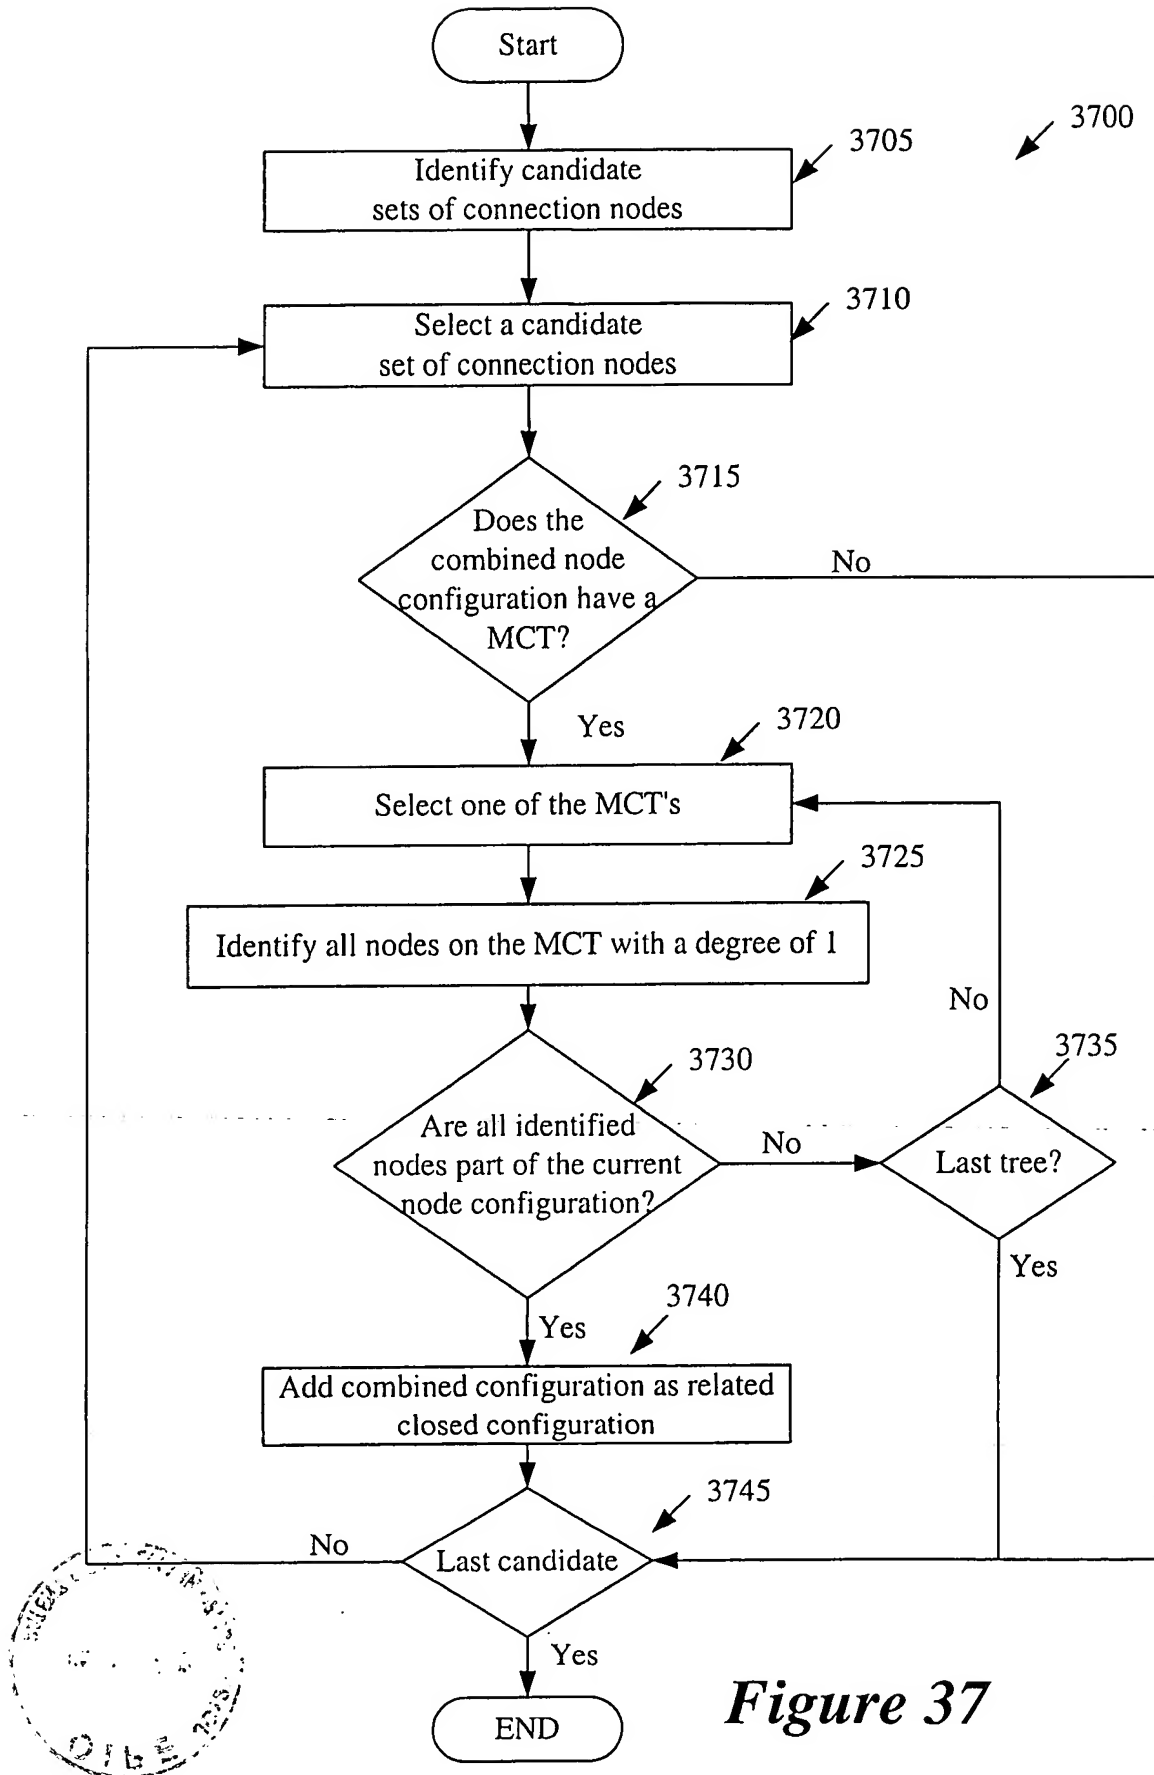 Start
3700
3705
Identify candidate
sets of connection nodes
3710
Select a candidate
set of connection nodes
3715
Does the
combined node
configuration have a
MCT?
No
Yes
3720
Select one of the MCT's
3725
Identify all nodes on the MCT with a degree of 1
No
3730
3735
Are all identified
nodes part of the current
node configuration?
No
Last tree?
Yes
3740
Yes
Add combined configuration as related
closed configuration
3745
No
Last candidate
Yes
END
Figure 37